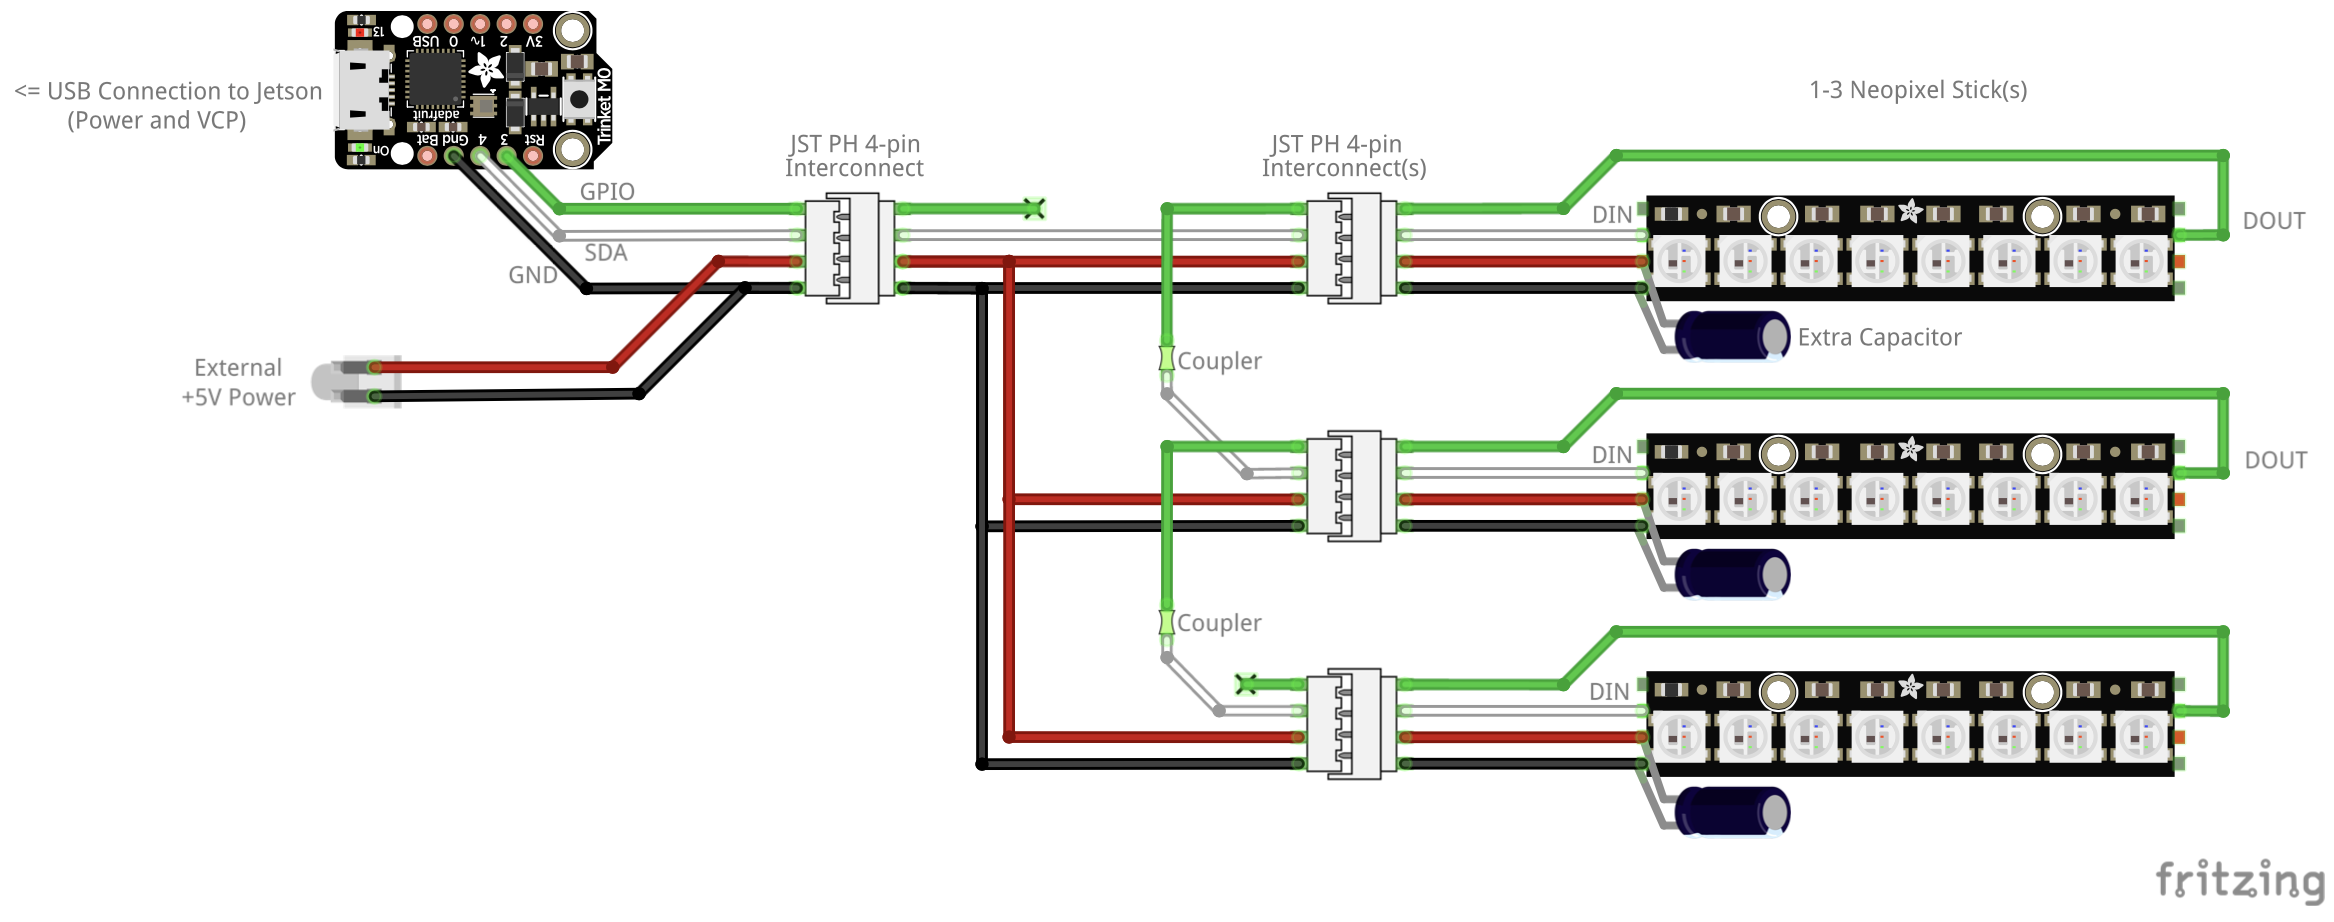 13
USB 0 1~ 2 3V
adafruit
Trinket M0
On
Bat Gnd 4 3 Rst
<= USB Connection to Jetson
(Power and VCP)
GPIO
SDA
GND
External
+5V Power
JST PH 4-pin
Interconnect
JST PH 4-pin
Interconnect(s)
1-3 Neopixel Stick(s)
DIN
DOUT
Extra Capacitor
Coupler
DIN
DOUT
Coupler
DIN
fritzing